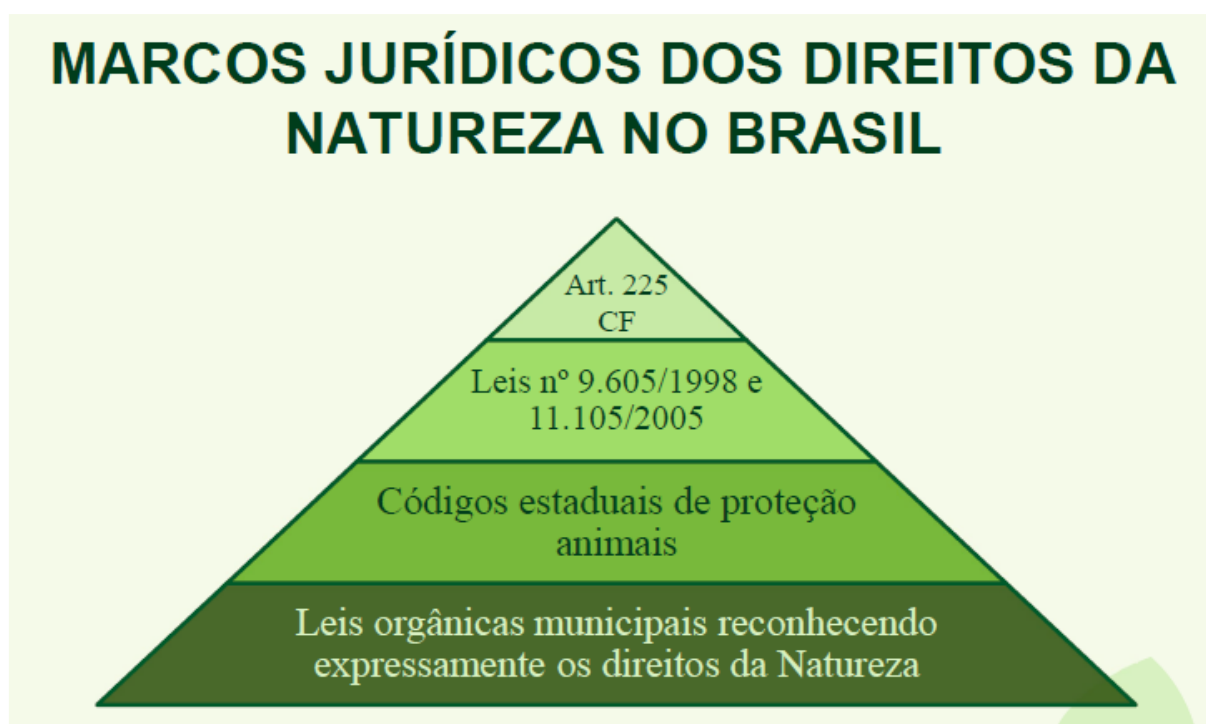 MARCOS JURÍDICOS DOS DIREITOS DA
NATUREZA NO BRASIL
Art. 225
CF
Leis nº 9.605/1998 e
11.105/2005
Códigos estaduais de proteção
animais
Leis orgânicas municipais reconhecendo
expressamente os direitos da Natureza